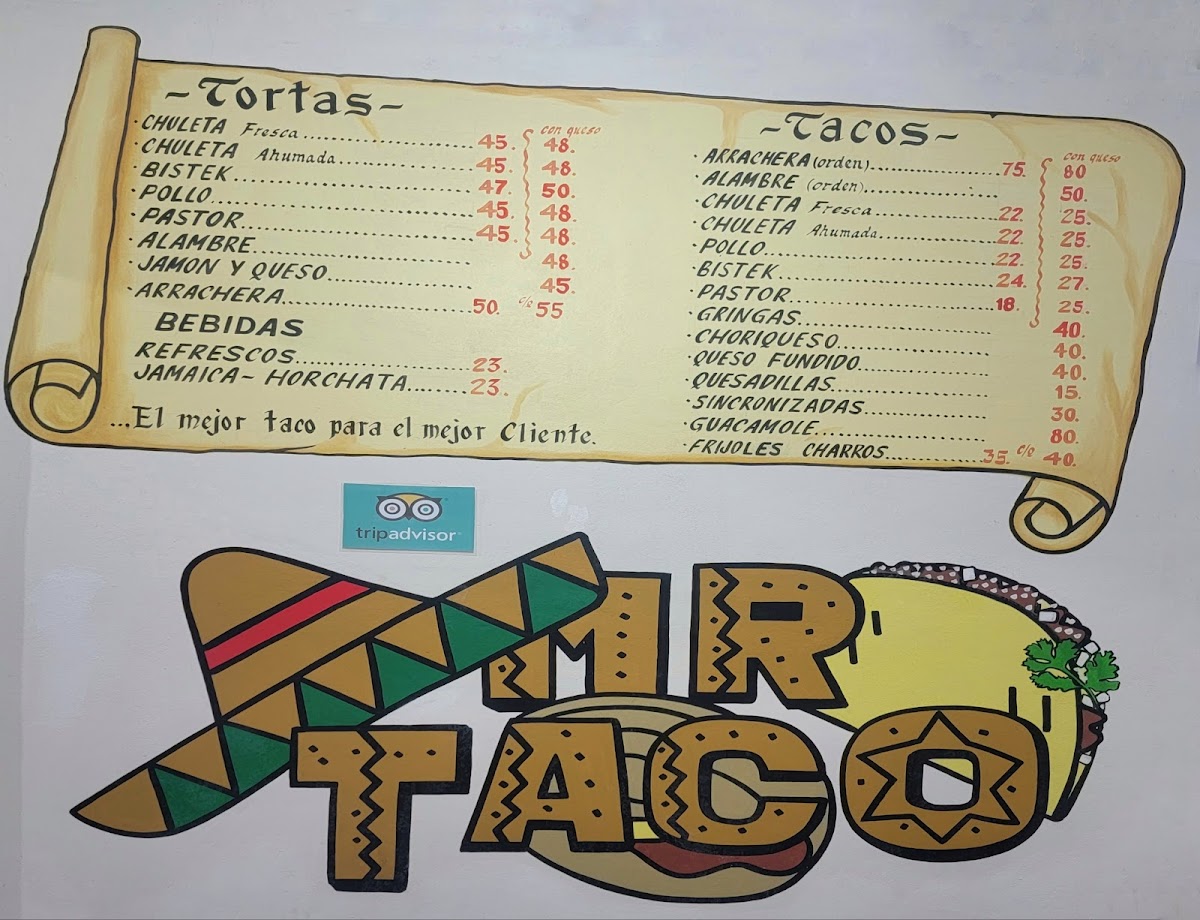 -Tortas-
con queso
·CHULETA Fresca........45. 48.
·CHULETA Ahumada........45. 48.
·BISTEK........47. 50.
·POLLO........45. 48.
·PASTOR........45. 48.
·ALAMBRE........48.
·JAMON Y QUESO........45.
·ARRACHERA........50. c/q 55
BEBIDAS
REFRESCOS........23.
JAMAICA-HORCHATA........23.
...El mejor taco para el mejor Cliente.
-Tacos-
con queso
·ARRACHERA (orden)........75. 80
·ALAMBRE (orden)........50.
·CHULETA Fresca........22. 25.
·CHULETA Ahumada........22. 25.
·POLLO........22. 25.
·BISTEK........24. 27.
·PASTOR........18. 25.
·GRINGAS........40.
·CHORIQUESO........40.
·QUESO FUNDIDO........40.
·QUESADILLAS........15.
·SINCRONIZADAS........30.
·GUACAMOLE........80.
·FRIJOLES CHARROS........35. c/q 40.
tripadvisor
MR
TACO